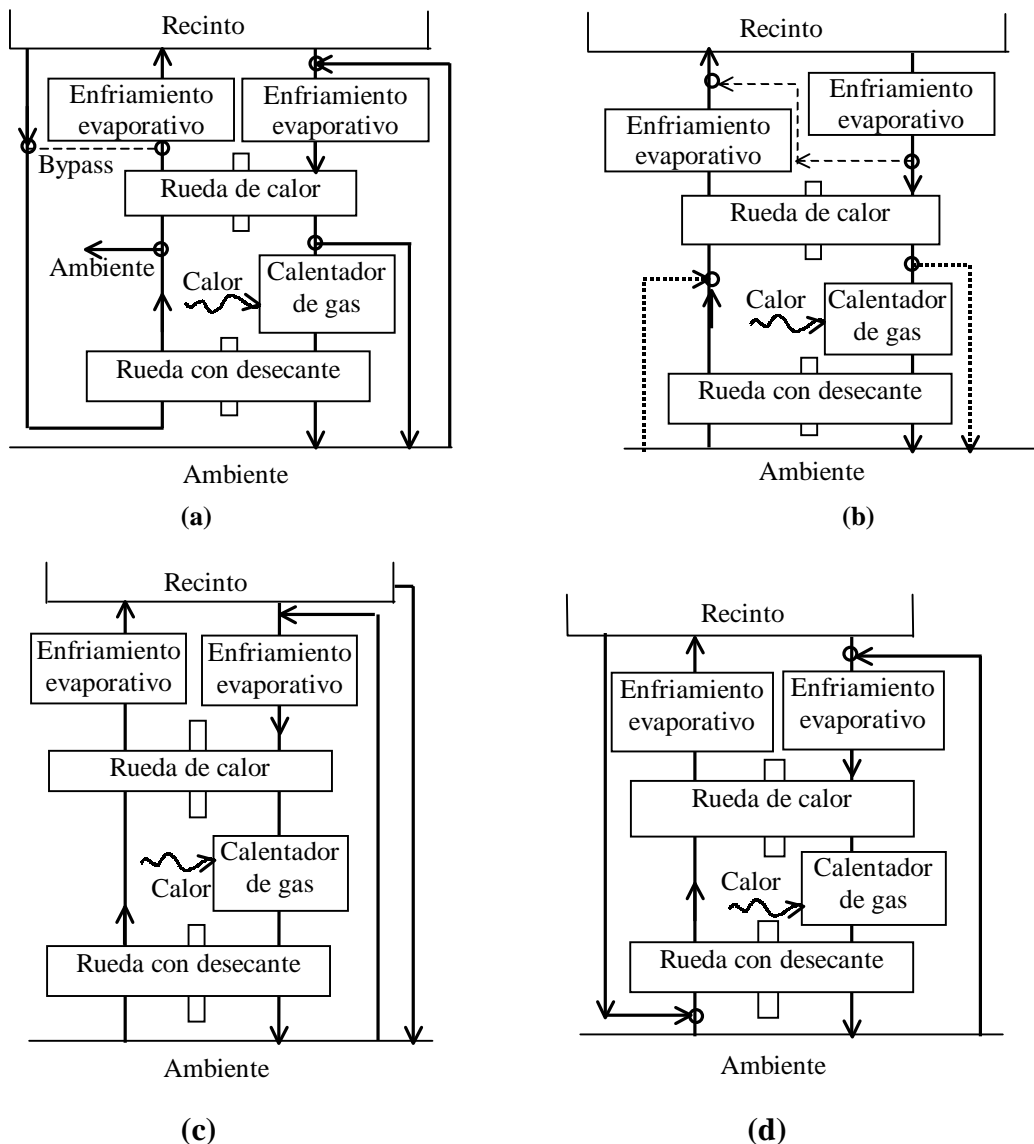 Recinto
Enfriamiento
evaporativo
Enfriamiento
evaporativo
Bypass
Rueda de calor
Ambiente
Calor
Calentador
de gas
Rueda con desecante
Ambiente
(a)
Recinto
Enfriamiento
evaporativo
Enfriamiento
evaporativo
Rueda de calor
Calor
Calentador
de gas
Rueda con desecante
Ambiente
(b)
Recinto
Enfriamiento
evaporativo
Enfriamiento
evaporativo
Rueda de calor
Calor
Calentador
de gas
Rueda con desecante
Ambiente
(c)
Recinto
Enfriamiento
evaporativo
Enfriamiento
evaporativo
Rueda de calor
Calor
Calentador
de gas
Rueda con desecante
Ambiente
(d)